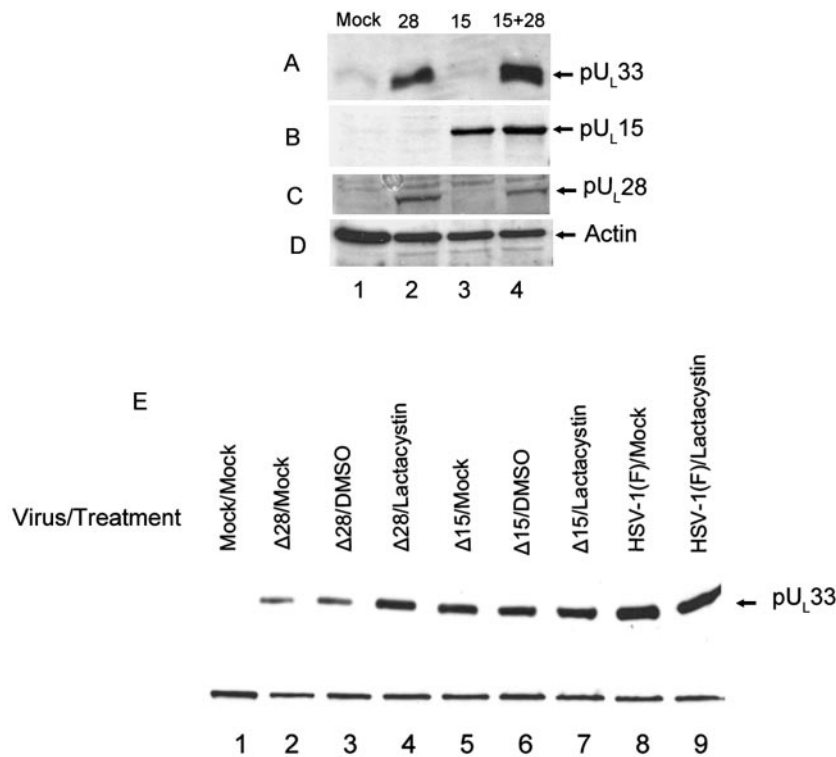 Mock 28 15 15+28
A pUL33
B pUL15
C pUL28
D Actin
1 2 3 4
E
Virus/Treatment
Mock/Mock
Δ28/Mock
Δ28/DMSO
Δ28/Lactacystin
Δ15/Mock
Δ15/DMSO
Δ15/Lactacystin
HSV-1(F)/Mock
HSV-1(F)/Lactacystin
pUL33
1 2 3 4 5 6 7 8 9